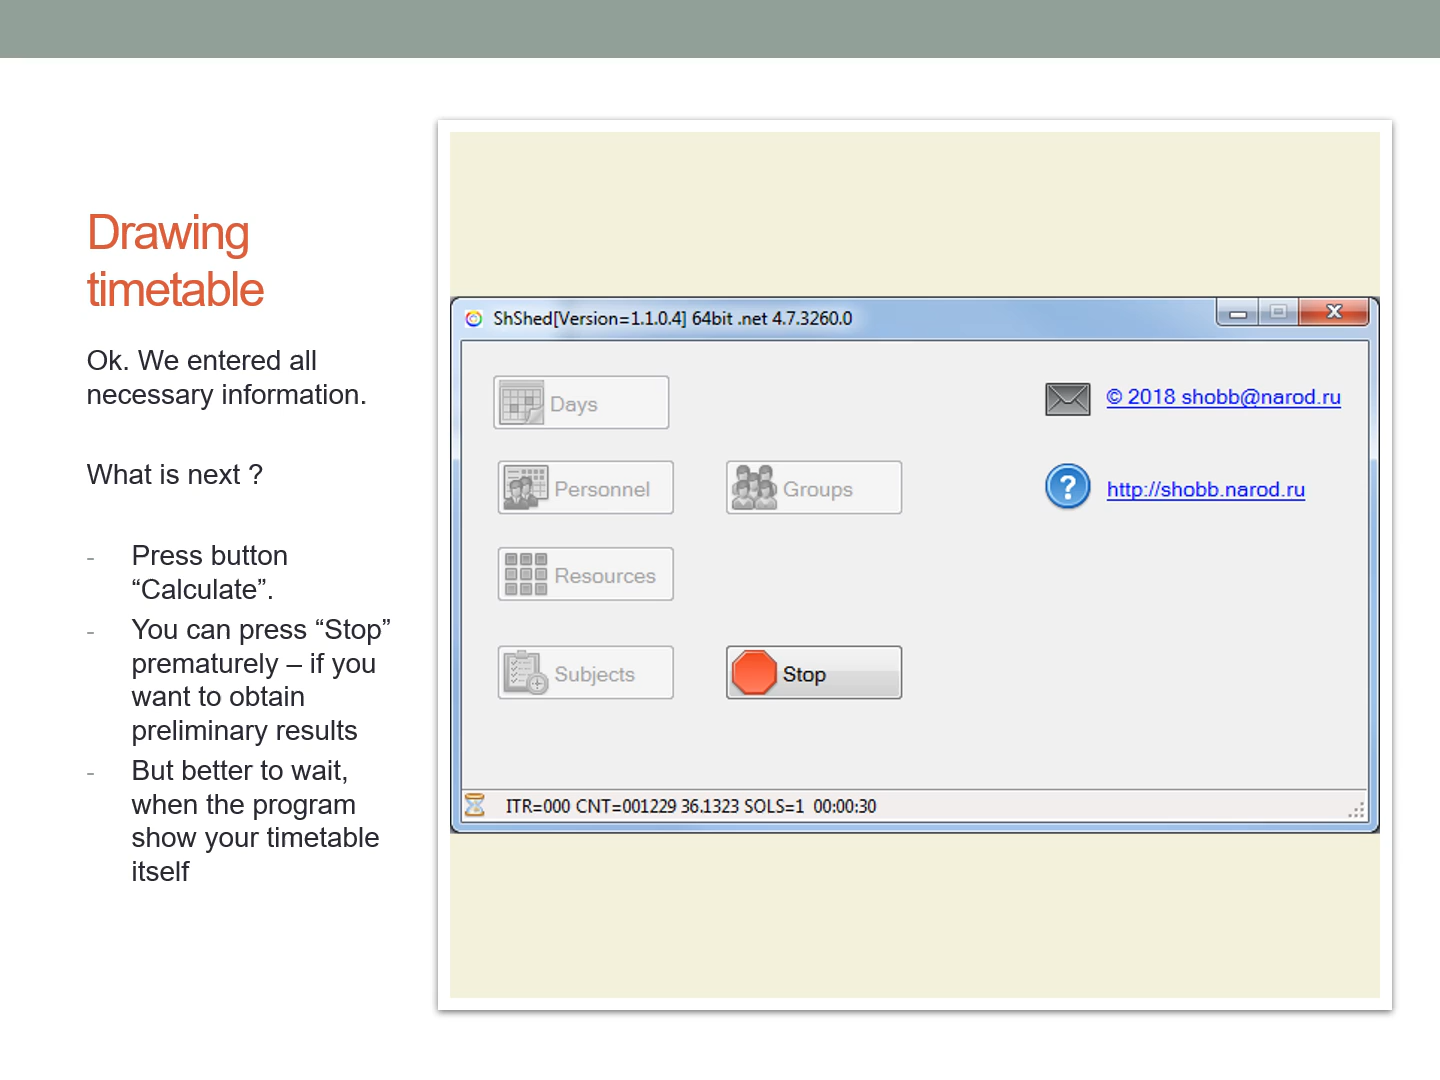 Drawing
timetable
Ok. We entered all
necessary information.
What is next ?
- Press button
“Calculate”.
- You can press “Stop”
prematurely – if you
want to obtain
preliminary results
- But better to wait,
when the program
show your timetable
itself
ShShed[Version=1.1.0.4] 64bit .net 4.7.3260.0
Days
© 2018 shobb@narod.ru
Personnel
Groups
http://shobb.narod.ru
Resources
Subjects
Stop
ITR=000 CNT=001229 36.1323 SOLS=1 00:00:30